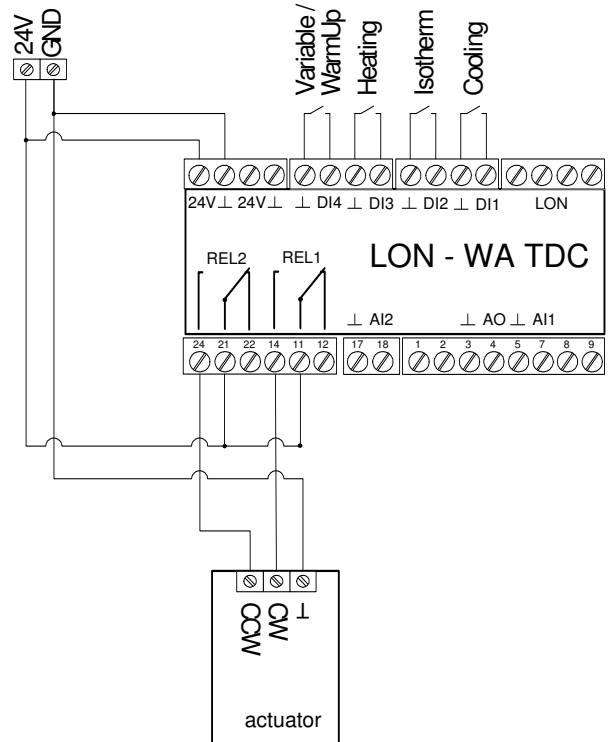 24V
GND
Variable /
WarmUp
Heating
Isotherm
Cooling
24V ⊥ 24V ⊥ ⊥ DI4 ⊥ DI3 ⊥ DI2 ⊥ DI1 LON
REL2 REL1 LON - WA TDC
⊥ AI2 ⊥ AO ⊥ AI1
24 21 22 14 11 12 17 18 1 2 3 4 5 7 8 9
CCW CW ⊥
actuator